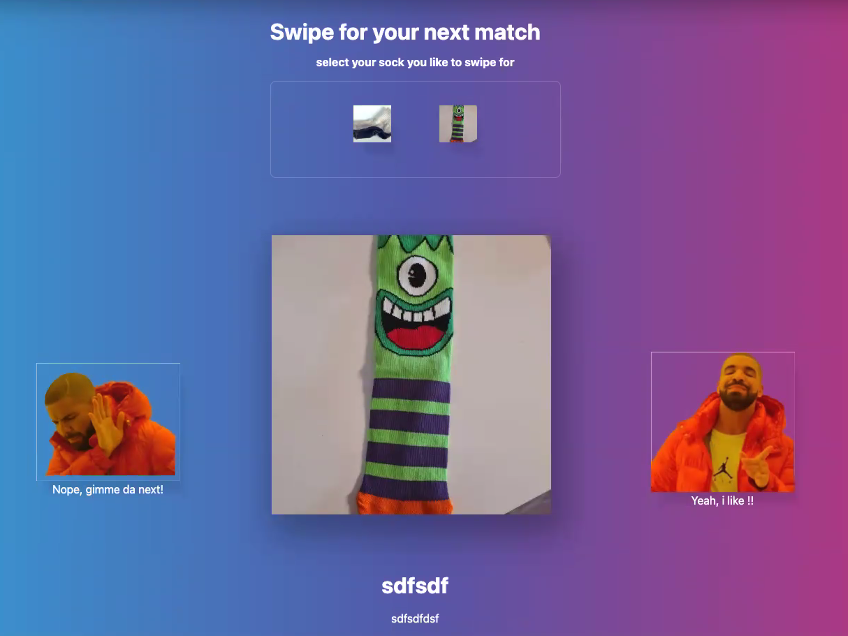 Swipe for your next match
select your sock you like to swipe for
Nope, gimme da next!
Yeah, i like !!
sdfsdf
sdfsdfdsf